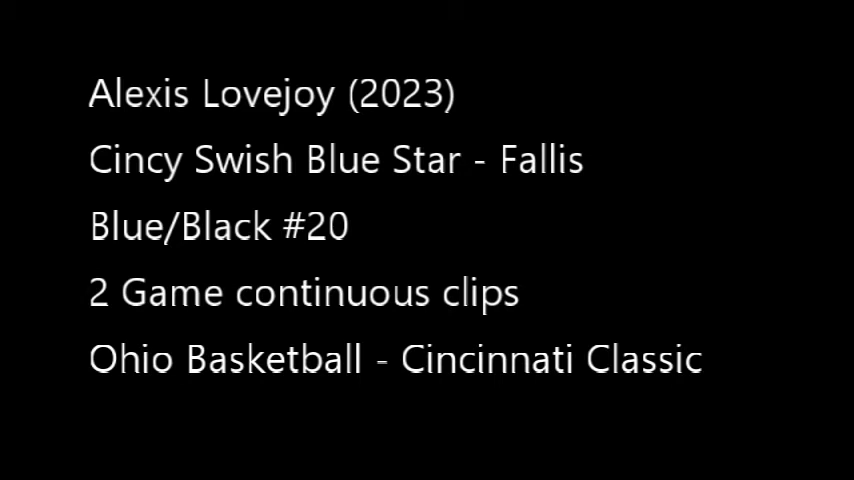 Alexis Lovejoy (2023)
Cincy Swish Blue Star - Fallis
Blue/Black #20
2 Game continuous clips
Ohio Basketball - Cincinnati Classic